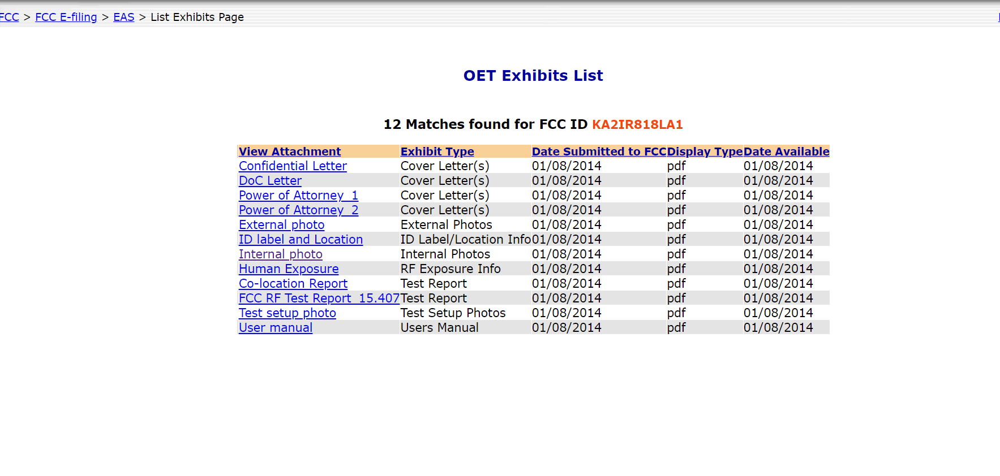 FCC > FCC E-filing > EAS > List Exhibits Page
OET Exhibits List
12 Matches found for FCC ID KA2IR818LA1
View Attachment Exhibit Type Date Submitted to FCC Display Type Date Available
Confidential Letter Cover Letter(s) 01/08/2014 pdf 01/08/2014
DoC Letter Cover Letter(s) 01/08/2014 pdf 01/08/2014
Power of Attorney_1 Cover Letter(s) 01/08/2014 pdf 01/08/2014
Power of Attorney_2 Cover Letter(s) 01/08/2014 pdf 01/08/2014
External photo External Photos 01/08/2014 pdf 01/08/2014
ID label and Location ID Label/Location Info 01/08/2014 pdf 01/08/2014
Internal photo Internal Photos 01/08/2014 pdf 01/08/2014
Human Exposure RF Exposure Info 01/08/2014 pdf 01/08/2014
Co-location Report Test Report 01/08/2014 pdf 01/08/2014
FCC RF Test Report_15.407 Test Report 01/08/2014 pdf 01/08/2014
Test setup photo Test Setup Photos 01/08/2014 pdf 01/08/2014
User manual Users Manual 01/08/2014 pdf 01/08/2014